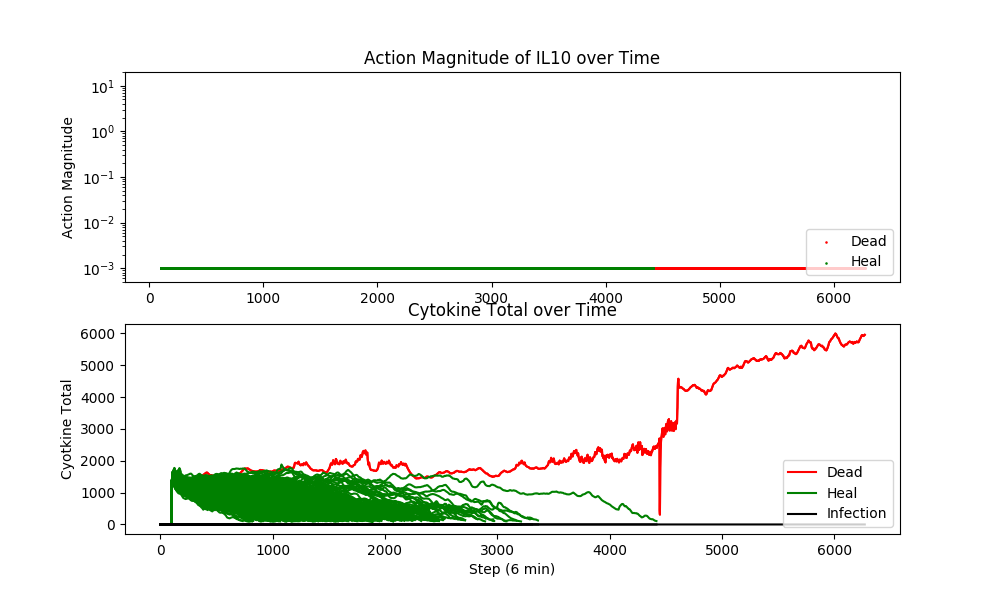 Action Magnitude of IL10 over Time
Action Magnitude
10¹
10⁰
10⁻¹
10⁻²
10⁻³
Dead
Heal
0 1000 2000 3000 4000 5000 6000
Cytokine Total over Time
Cyotkine Total
6000
5000
4000
3000
2000
1000
0
Dead
Heal
Infection
0 1000 2000 3000 4000 5000 6000
Step (6 min)